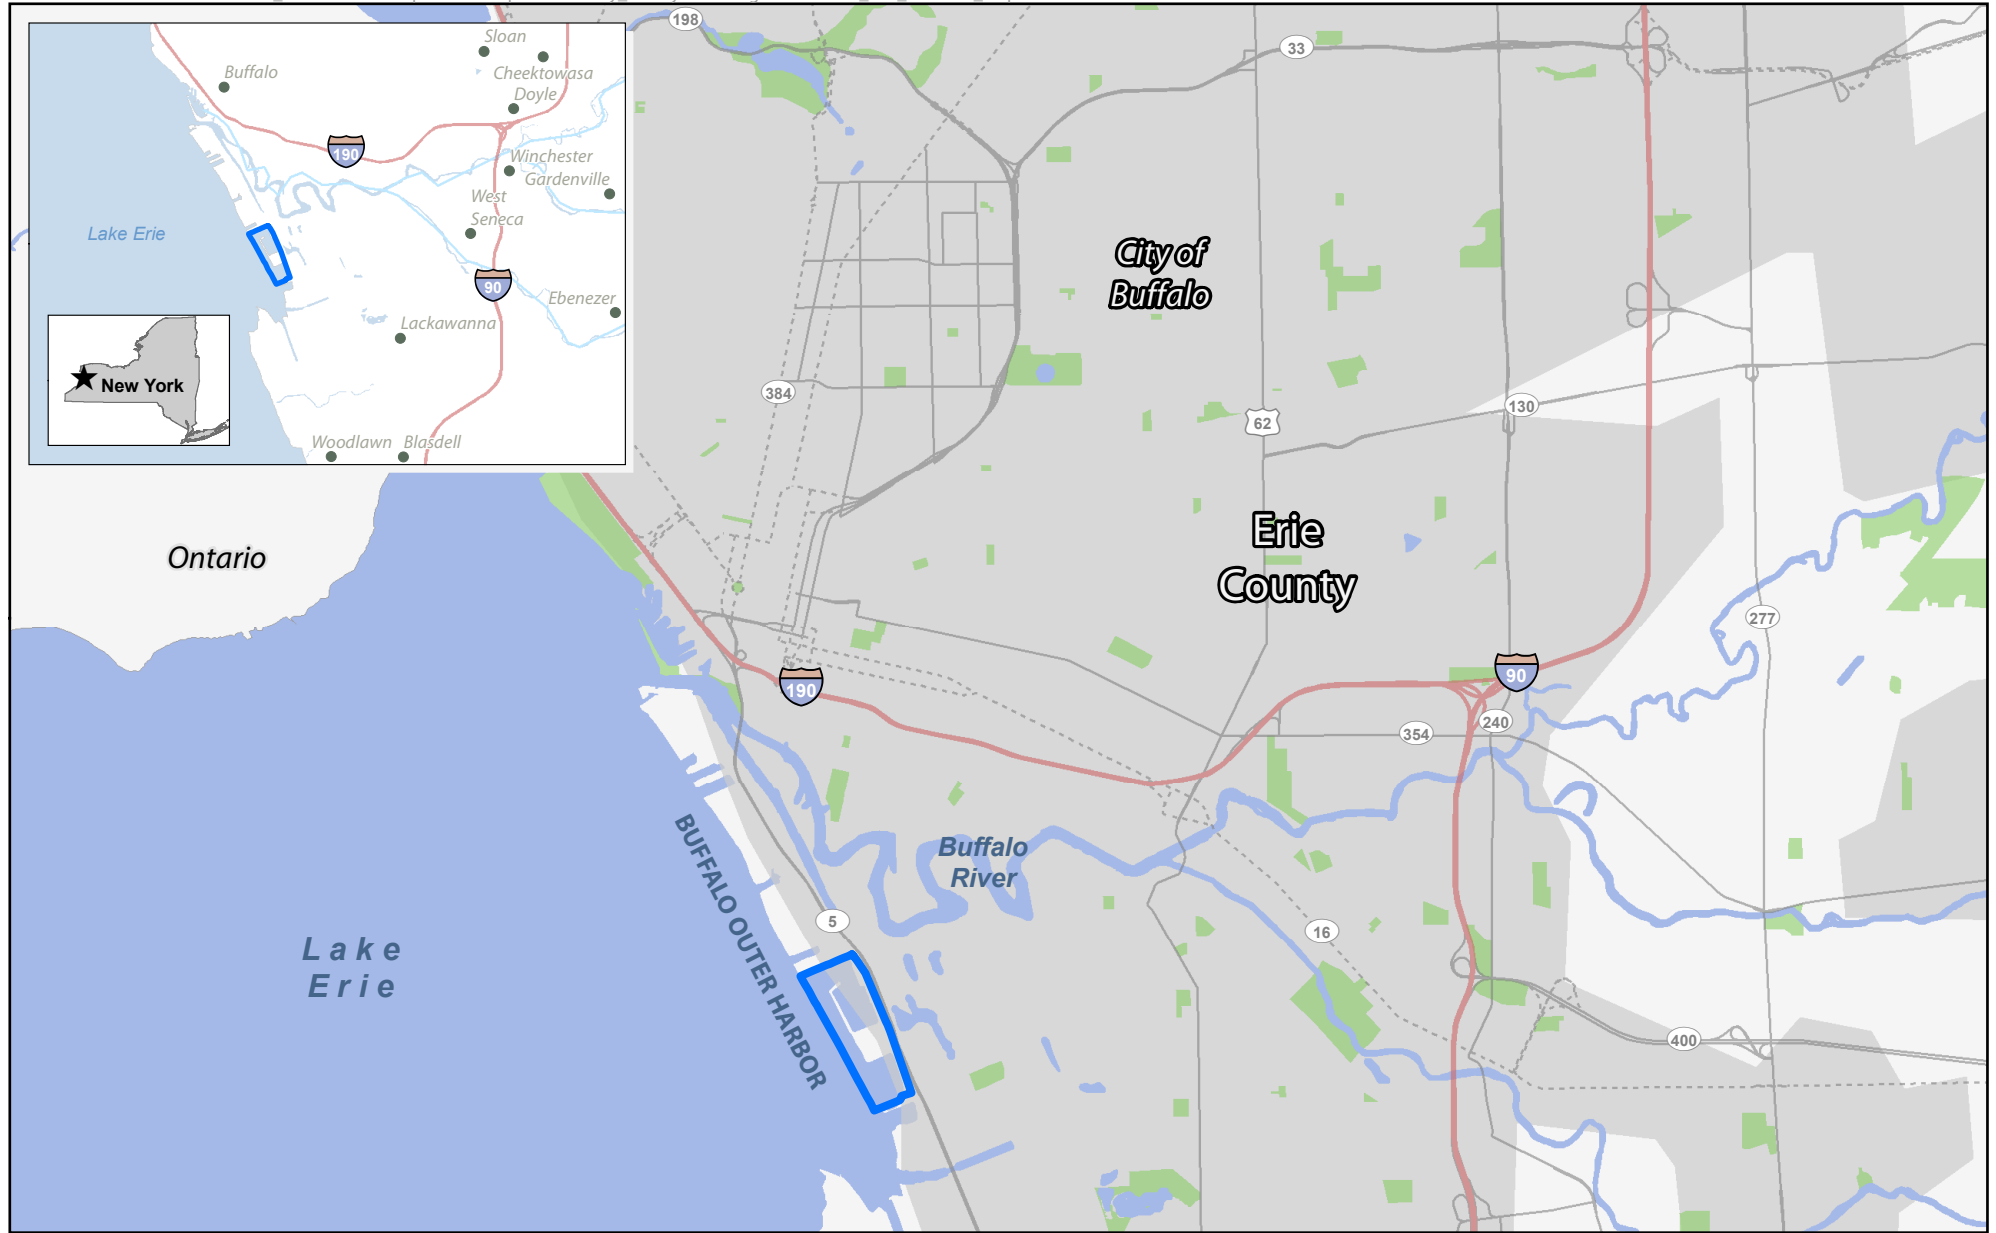 Sloan
Buffalo
Cheektowasa
Doyle
190
Winchester
Gardenville
West
Seneca
Lake Erie
90
Ebenezer
Lackawanna
New York
Woodlawn
Blasdell
198
33
City of
Buffalo
384
62
130
Ontario
Erie
County
277
190
90
240
354
Buffalo
River
BUFFALO OUTER HARBOR
5
16
Lake
Erie
400